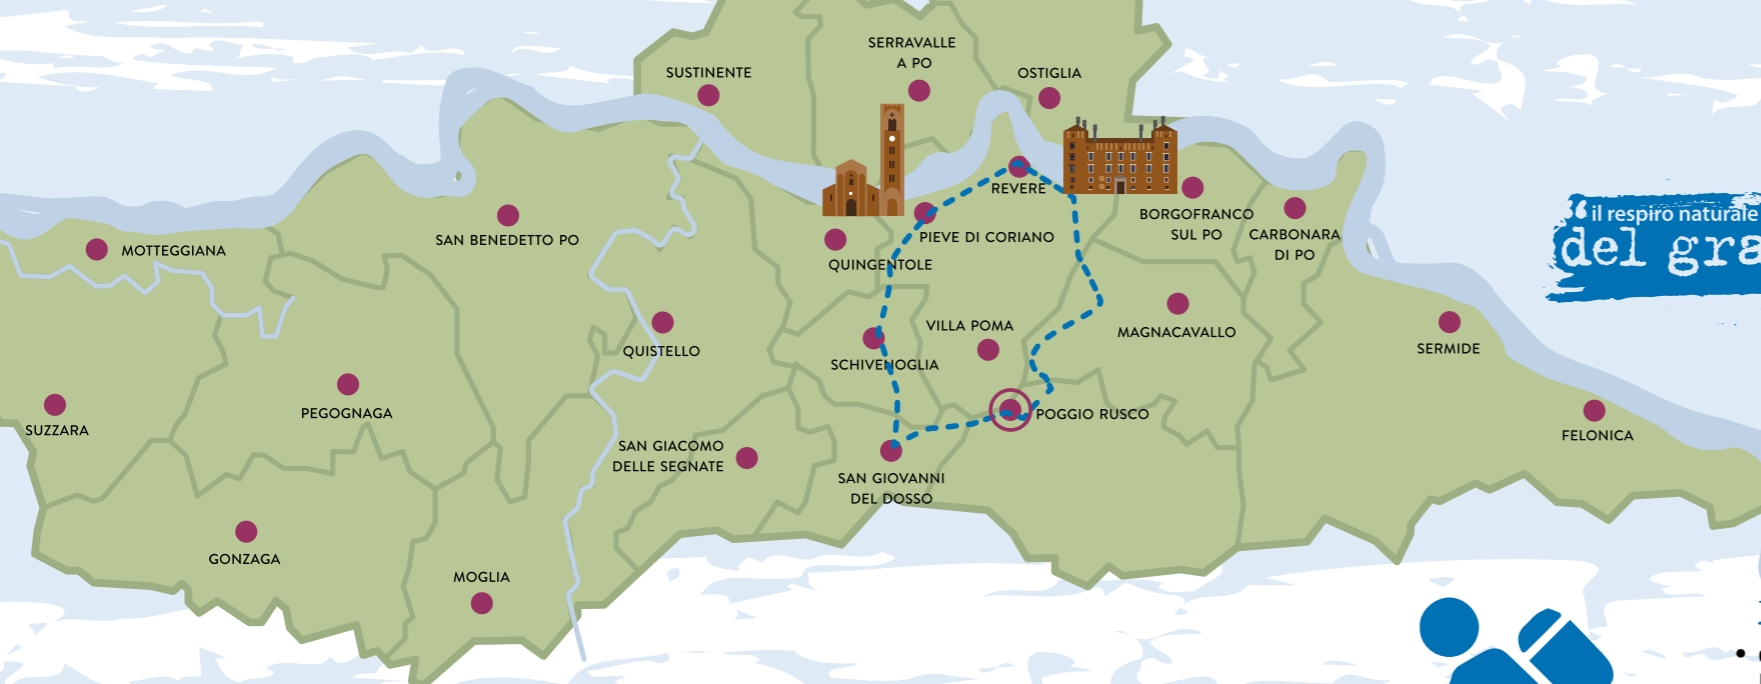 SERRAVALLE
A PO
SUSTINENTE
OSTIGLIA
REVERE
BORGOFRANCO
SUL PO
CARBONARA
DI PO
il respiro naturale
del gra
MOTTEGGIANA
SAN BENEDETTO PO
PIEVE DI CORIANO
QUINGENTOLE
VILLA POMA
MAGNACAVALLO
QUISTELLO
SCHIVENOGLIA
SERMIDE
SUZZARA
PEGOGNAGA
POGGIO RUSCO
FELONICA
SAN GIACOMO
DELLE SEGNATE
SAN GIOVANNI
DEL DOSSO
GONZAGA
MOGLIA